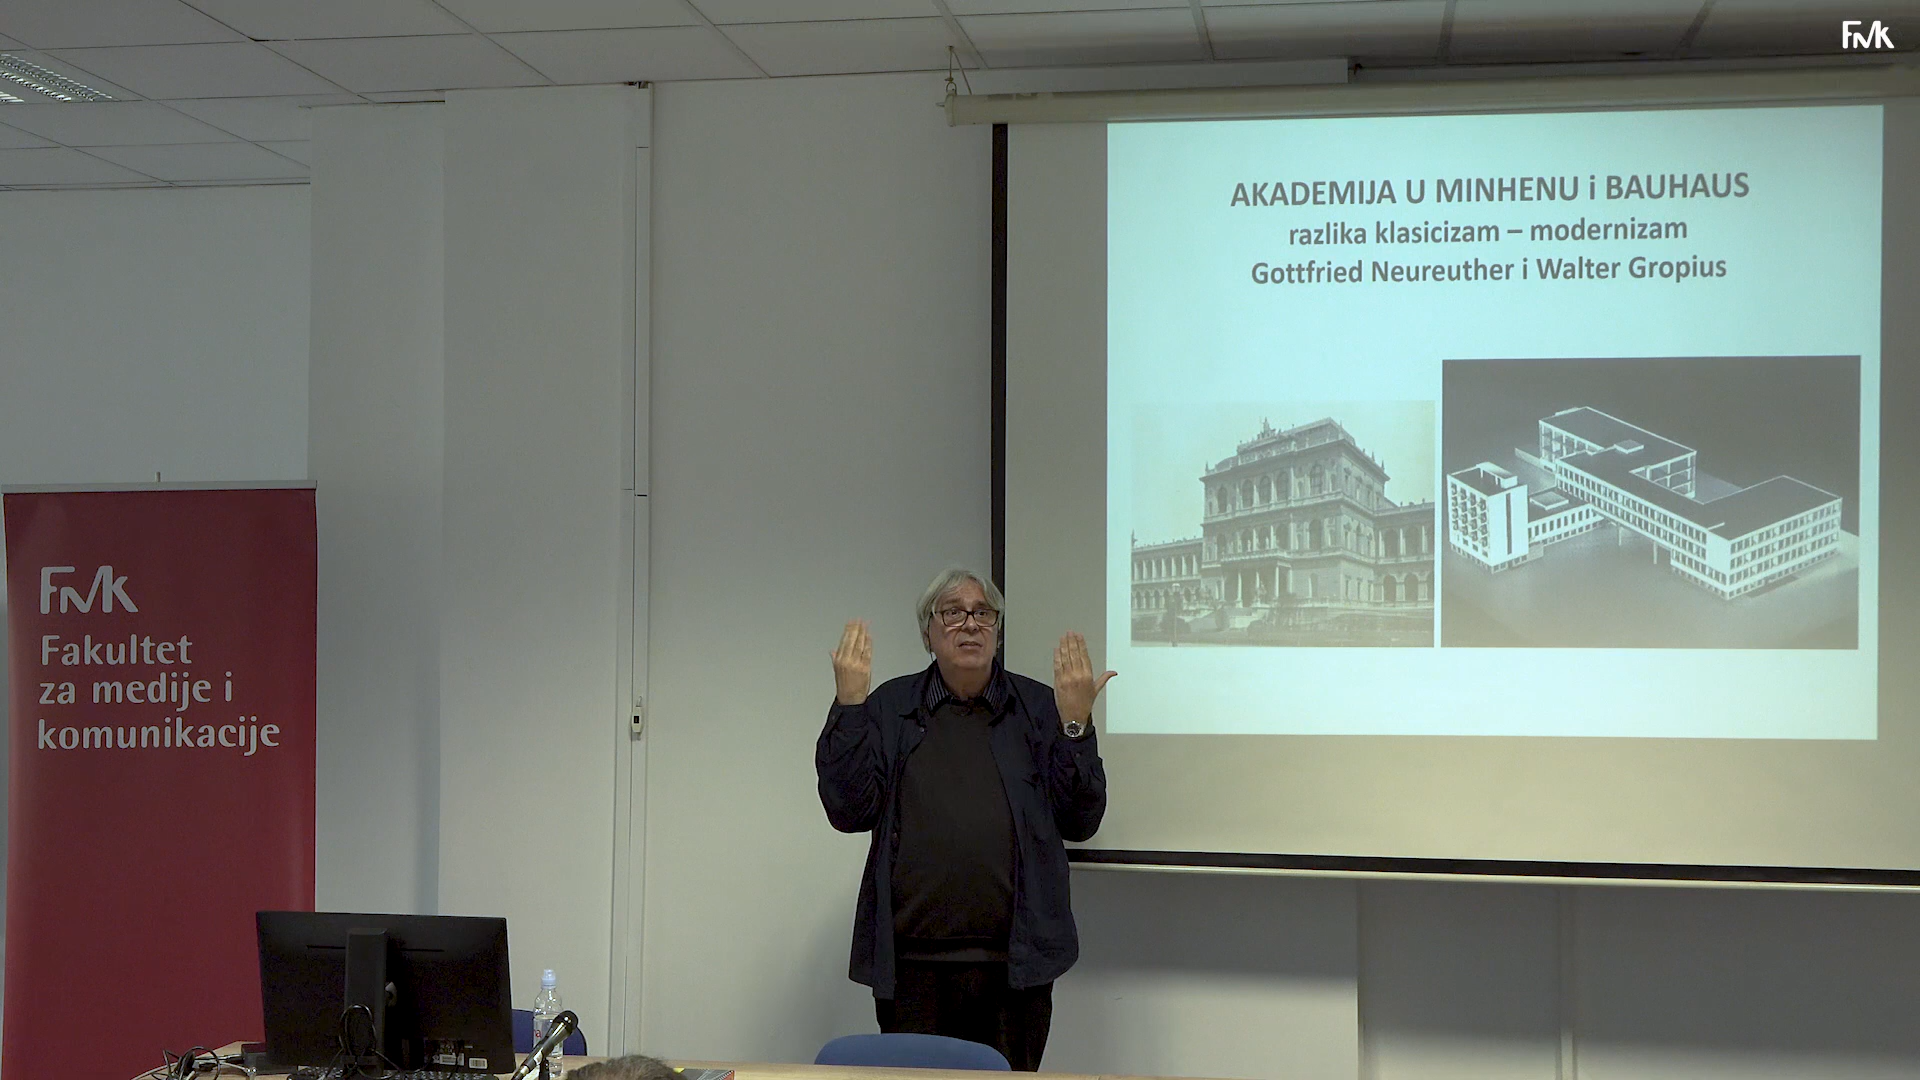 FMK
AKADEMIJA U MINHENU i BAUHAUS
razlika klasicizam – modernizam
Gottfried Neureuther i Walter Gropius
FMK
Fakultet
za medije i
komunikacije